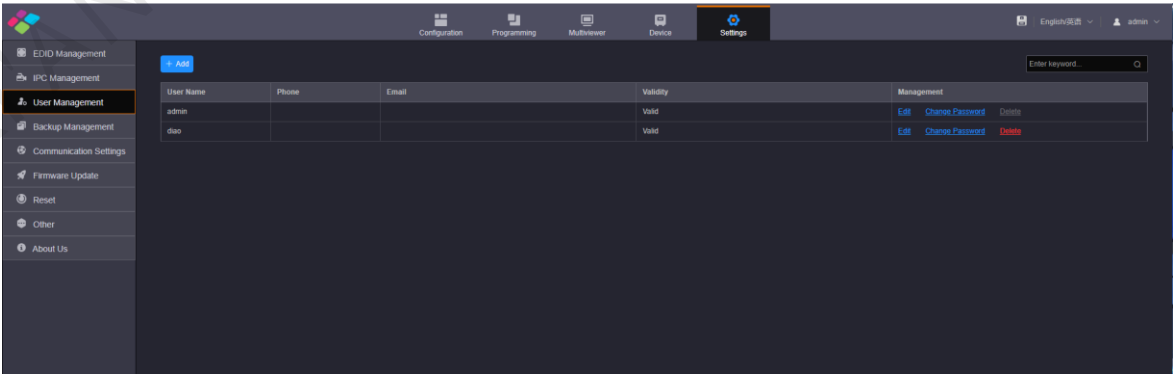 Configuration Programming Multiviewer Device Settings English/英语 admin
EDID Management
IPC Management
User Management
Backup Management
Communication Settings
Firmware Update
Reset
Other
About Us
+ Add Enter keyword...
User Name Phone Email Validity Management
admin Valid Edit Change Password Delete
diao Valid Edit Change Password Delete